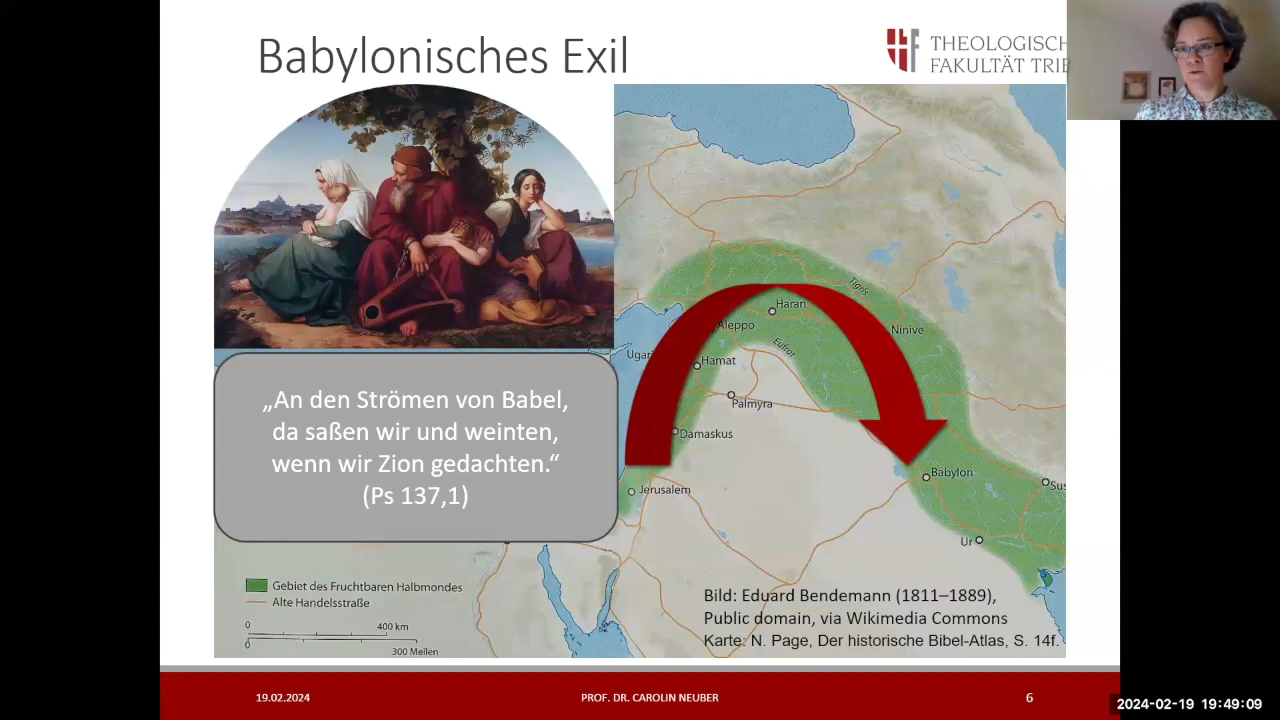 Babylonisches Exil
THEOLOGISCH
FAKULTÄT TRIE
Tigris
Haran
Aleppo
Ninive
Eufrat
Ugari
Hamat
Palmyra
Damaskus
„An den Strömen von Babel,
da saßen wir und weinten,
wenn wir Zion gedachten.“
(Ps 137,1)
Babylon
Jerusalem
Sus
Ur
Gebiet des Fruchtbaren Halbmondes
Alte Handelsstraße
0 400 km
0 300 Meilen
Bild: Eduard Bendemann (1811–1889),
Public domain, via Wikimedia Commons
Karte: N. Page, Der historische Bibel-Atlas, S. 14f.
19.02.2024 PROF. DR. CAROLIN NEUBER 6
2024-02-19 19:49:09